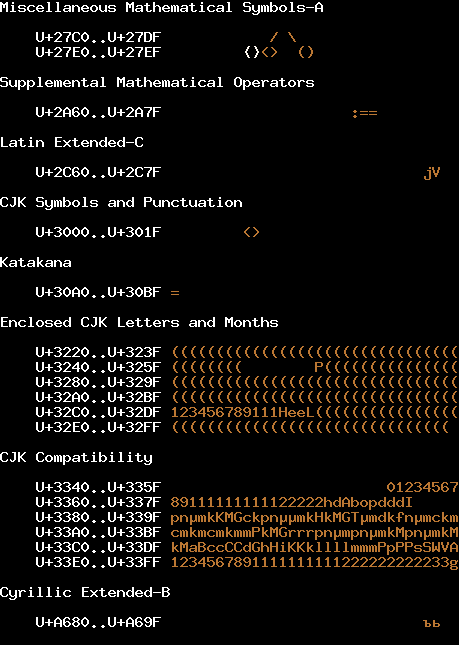 Miscellaneous Mathematical Symbols-A
U+27C0..U+27DF / \
U+27E0..U+27EF ()<> ()
Supplemental Mathematical Operators
U+2A60..U+2A7F :==
Latin Extended-C
U+2C60..U+2C7F jV
CJK Symbols and Punctuation
U+3000..U+301F <>
Katakana
U+30A0..U+30BF =
Enclosed CJK Letters and Months
U+3220..U+323F ((((((((((((((((((((((((((((((((
U+3240..U+325F (((((((( P(((((((((((((((
U+3280..U+329F ((((((((((((((((((((((((((((((((
U+32A0..U+32BF ((((((((((((((((((((((((((((((((
U+32C0..U+32DF 123456789111HeeL((((((((((((((((
U+32E0..U+32FF (((((((((((((((((((((((((((((((
CJK Compatibility
U+3340..U+335F 01234567
U+3360..U+337F 89111111111122222hdAbopdddI
U+3380..U+339F pnµmkKMGckpnµµmkHkMGTµmdkfnµmckm
U+33A0..U+33BF cmkmcmkmmPkMGrrrpnµmpnµmkMpnµmkM
U+33C0..U+33DF kMaBccCCdGhHiKKkllllmmmPpPPsSWVA
U+33E0..U+33FF 1234567891111111111222222222233g
Cyrillic Extended-B
U+A680..U+A69F ъь